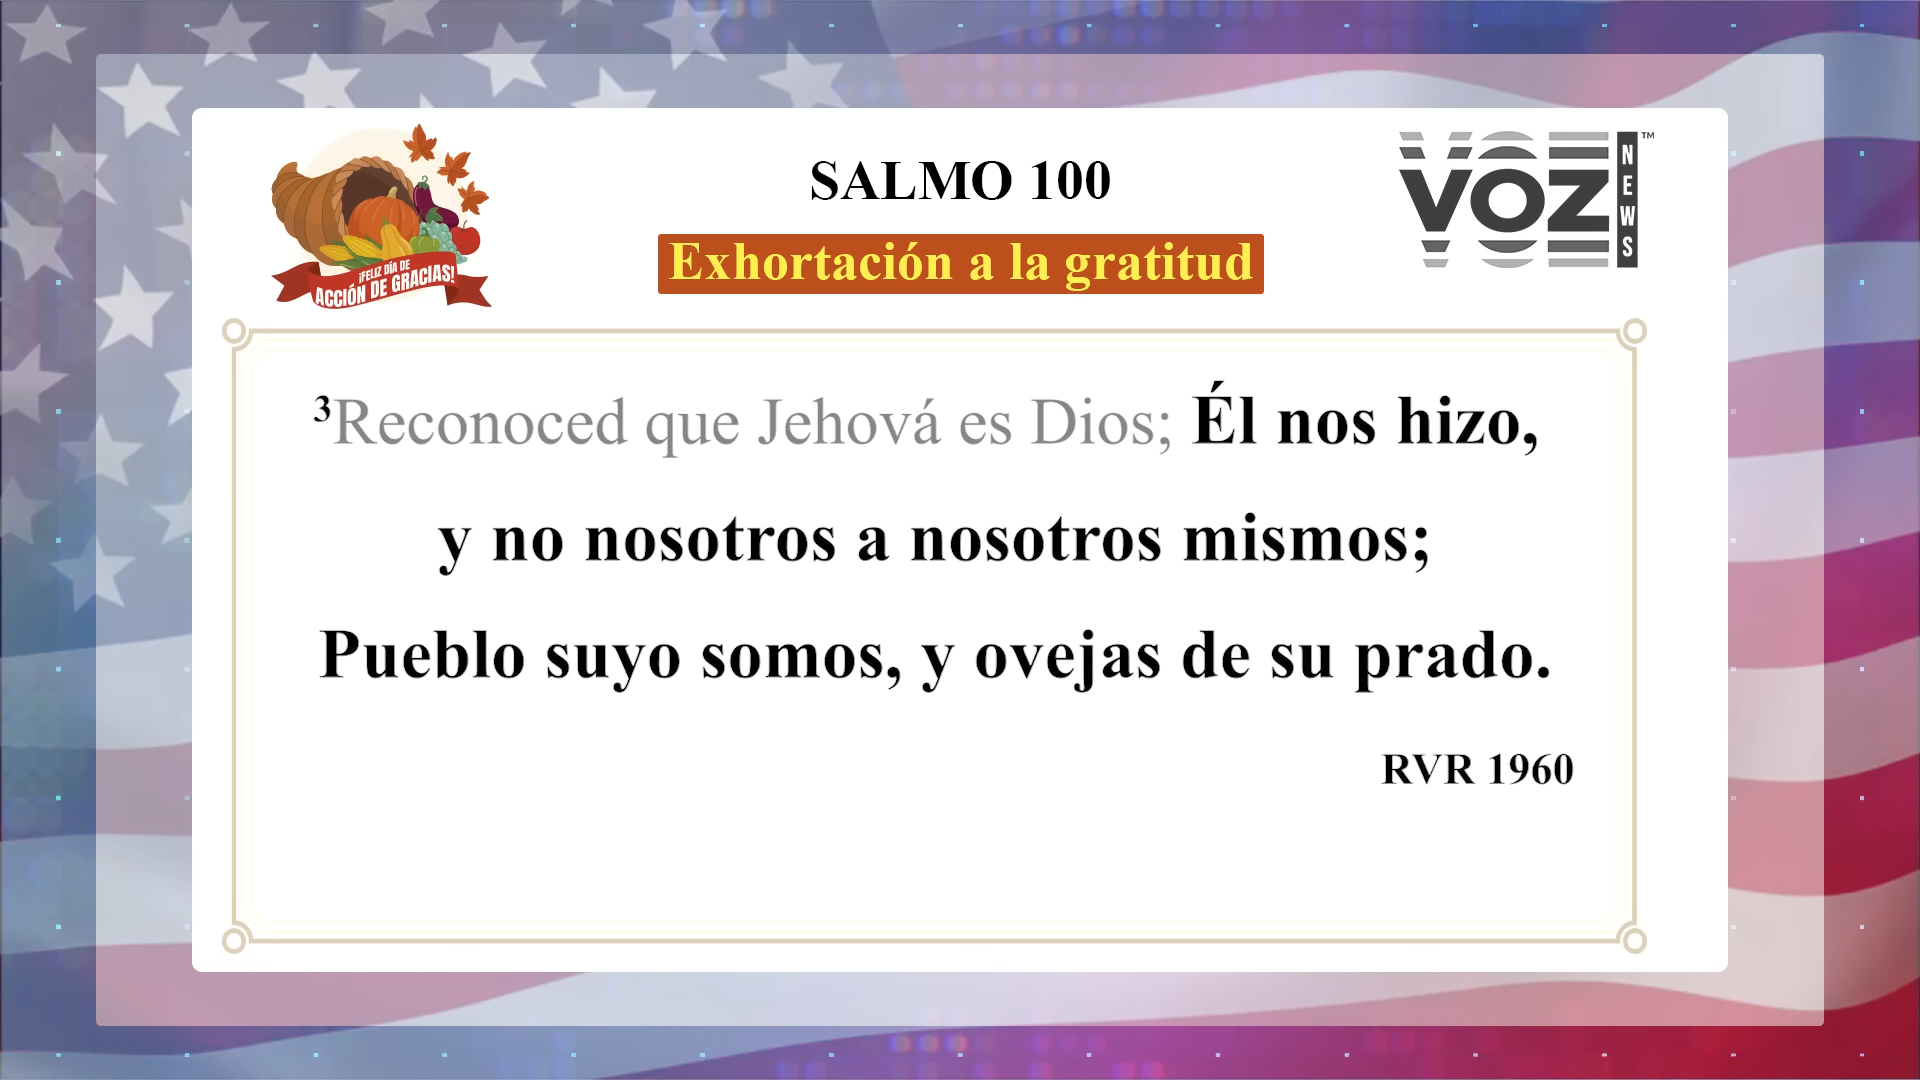 SALMO 100
Exhortación a la gratitud
¡FELIZ DÍA DE
ACCIÓN DE GRACIAS!
VOZ
NEWS
™
3Reconoced que Jehová es Dios; Él nos hizo,
y no nosotros a nosotros mismos;
Pueblo suyo somos, y ovejas de su prado.
RVR 1960